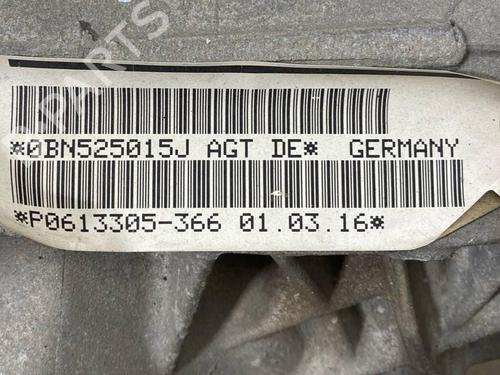 *0BN525015J AGT DE* GERMANY
*P0613305-366 01.03.16*